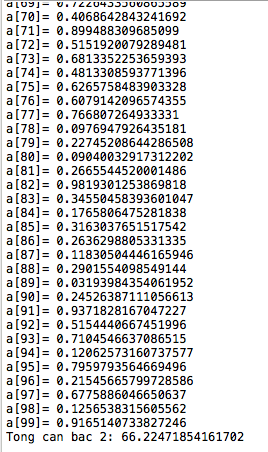 a[69]= 0.7226433560865589
a[70]= 0.4068642843241692
a[71]= 0.899488309685099
a[72]= 0.5151920079289481
a[73]= 0.6813352253659393
a[74]= 0.4813308593771396
a[75]= 0.6265758483903328
a[76]= 0.6079142096574355
a[77]= 0.766807264933331
a[78]= 0.0976947926435181
a[79]= 0.22745208644286508
a[80]= 0.09040032917312202
a[81]= 0.2665544520001486
a[82]= 0.9819301253869818
a[83]= 0.34550458393601047
a[84]= 0.17658064752818​38
a[85]= 0.3163037651517542
a[86]= 0.2636298805331335
a[87]= 0.11830504446165946
a[88]= 0.2901554098549144
a[89]= 0.03193984354061952
a[90]= 0.24526387111056613
a[91]= 0.9371828167047227
a[92]= 0.5154440667451996
a[93]= 0.7104546637086515
a[94]= 0.12062573160737577
a[95]= 0.7959793564669496
a[96]= 0.21545665799728586
a[97]= 0.6775886046650637
a[98]= 0.1256538315605562
a[99]= 0.9165140733827246
Tong can bac 2: 66.22471854161702